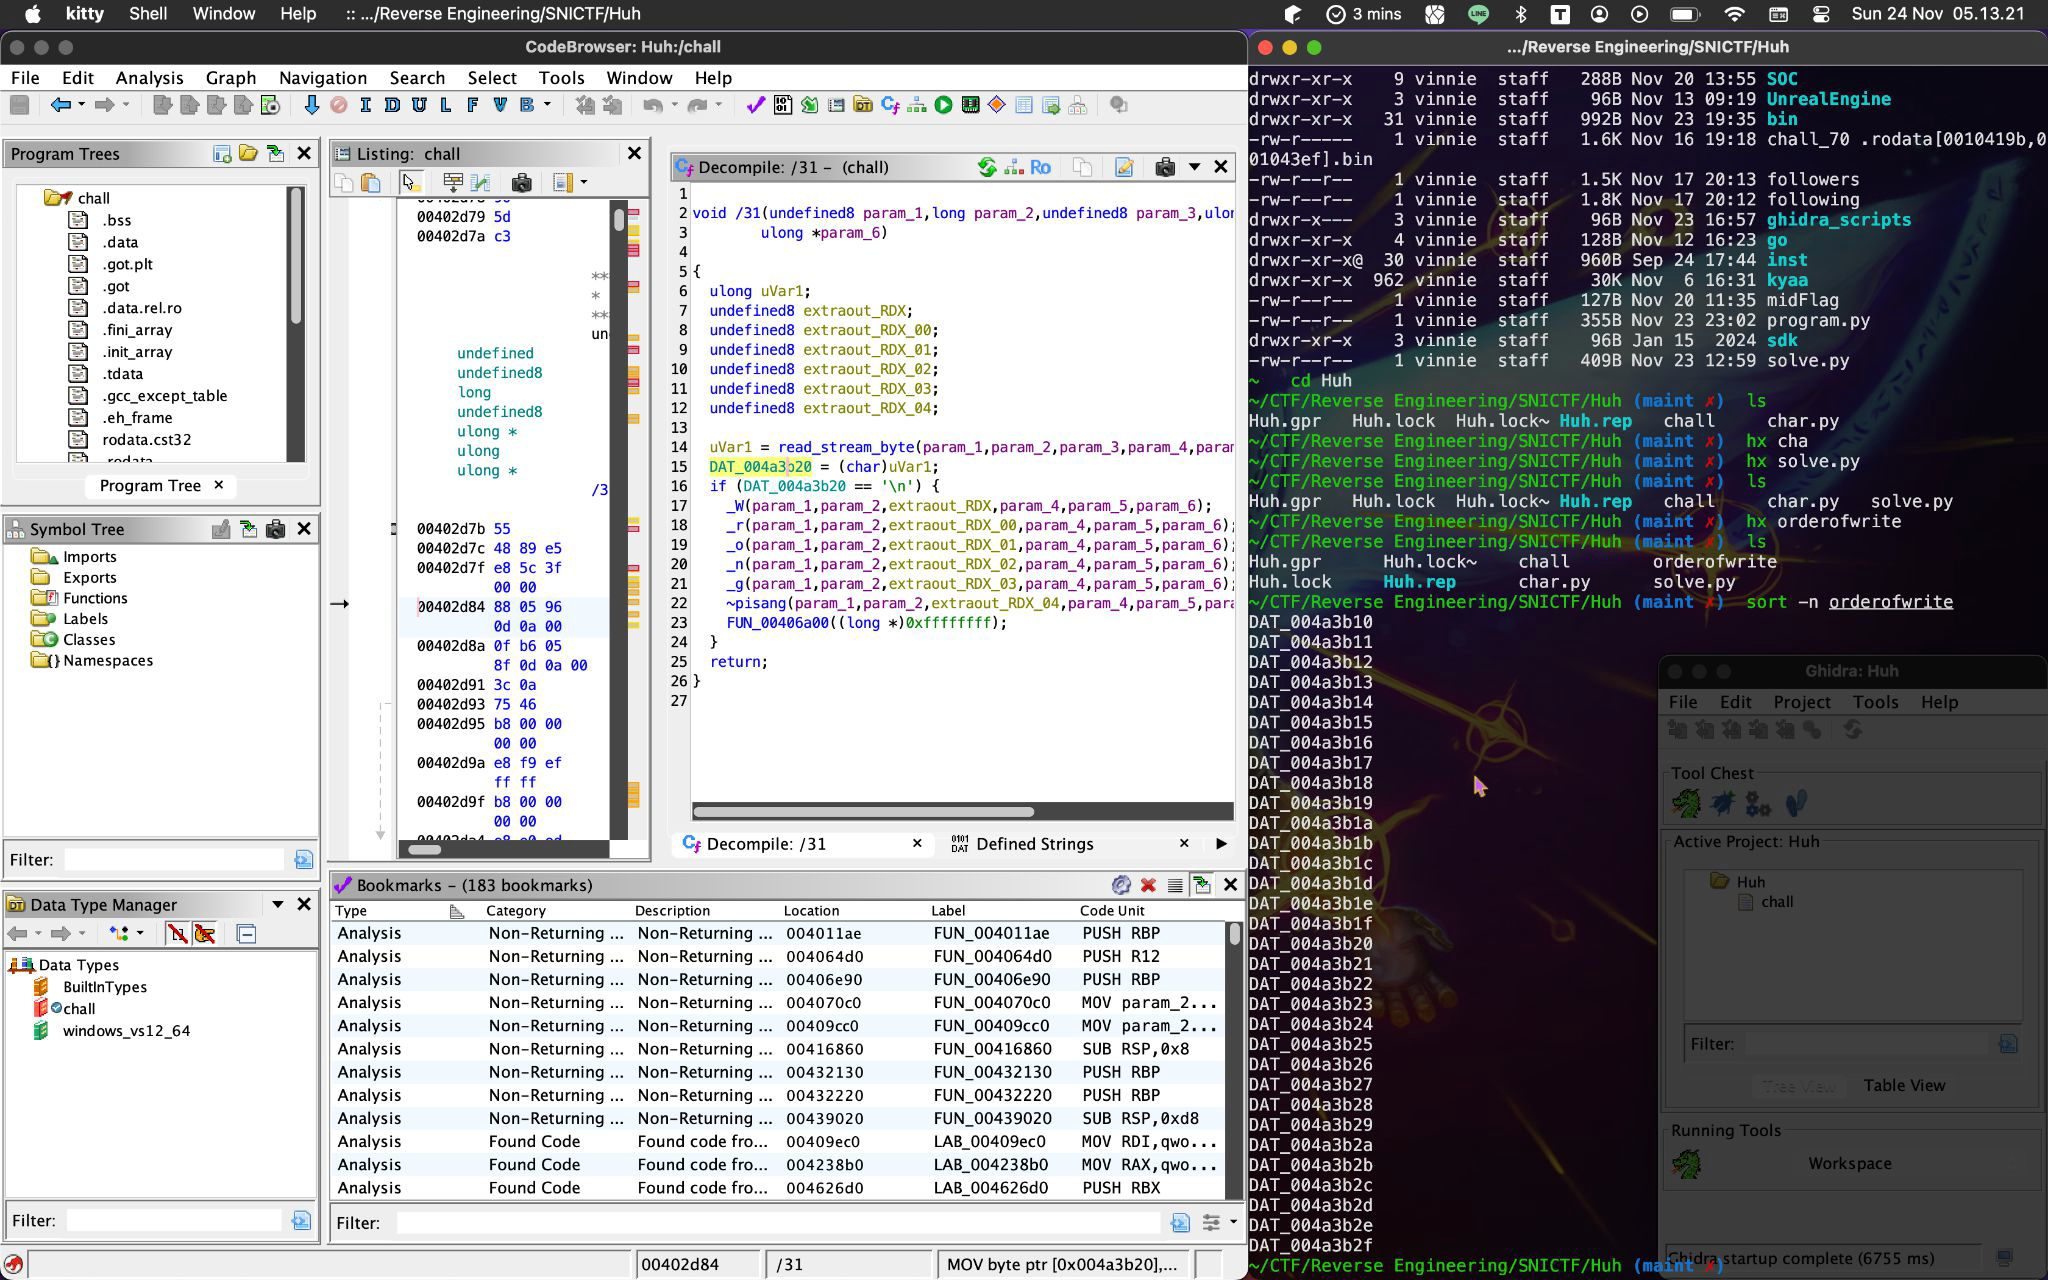 kitty Shell Window Help :: .../Reverse Engineering/SNICTF/Huh 3 mins LINE T Sun 24 Nov 05.13.21
CodeBrowser: Huh:/chall
File Edit Analysis Graph Navigation Search Select Tools Window Help
I D U L F V B
Program Trees
chall
.bss
.data
.got.plt
.got
.data.rel.ro
.fini_array
.init_array
.tdata
.gcc_except_table
.eh_frame
rodata.cst32
.rodata
Program Tree
Symbol Tree
Imports
Exports
Functions
Labels
Classes
Namespaces
Filter:
Data Type Manager
Data Types
BuiltInTypes
chall
windows_vs12_64
Filter:
Listing: chall
00402d79 5d
00402d7a c3
**
*
**
un
undefined
undefined8
long
undefined8
ulong *
ulong
ulong *
/3
00402d7b 55
00402d7c 48 89 e5
00402d7f e8 5c 3f
00 00
00402d84 88 05 96
0d 0a 00
00402d8a 0f b6 05
8f 0d 0a 00
00402d91 3c 0a
00402d93 75 46
00402d95 b8 00 00
00 00
00402d9a e8 f9 ef
ff ff
00402d9f b8 00 00
00 00
Decompile: /31 – (chall)
Ro
1
2 void /31(undefined8 param_1,long param_2,undefined8 param_3,ulon
3 ulong *param_6)
4
5 {
6 ulong uVar1;
7 undefined8 extraout_RDX;
8 undefined8 extraout_RDX_00;
9 undefined8 extraout_RDX_01;
10 undefined8 extraout_RDX_02;
11 undefined8 extraout_RDX_03;
12 undefined8 extraout_RDX_04;
13
14 uVar1 = read_stream_byte(param_1,param_2,param_3,param_4,param
15 DAT_004a3b20 = (char)uVar1;
16 if (DAT_004a3b20 == '\n') {
17 _W(param_1,param_2,extraout_RDX,param_4,param_5,param_6);
18 _r(param_1,param_2,extraout_RDX_00,param_4,param_5,param_6);
19 _o(param_1,param_2,extraout_RDX_01,param_4,param_5,param_6);
20 _n(param_1,param_2,extraout_RDX_02,param_4,param_5,param_6);
21 _g(param_1,param_2,extraout_RDX_03,param_4,param_5,param_6);
22 ~pisang(param_1,param_2,extraout_RDX_04,param_4,param_5,para
23 FUN_00406a00((long *)0xffffffff);
24 }
25 return;
26 }
27
Decompile: /31 Defined Strings
Bookmarks – (183 bookmarks)
Type Category Description Location Label Code Unit
Analysis Non-Returning ... Non-Returning ... 004011ae FUN_004011ae PUSH RBP
Analysis Non-Returning ... Non-Returning ... 004064d0 FUN_004064d0 PUSH R12
Analysis Non-Returning ... Non-Returning ... 00406e90 FUN_00406e90 PUSH RBP
Analysis Non-Returning ... Non-Returning ... 004070c0 FUN_004070c0 MOV param_2...
Analysis Non-Returning ... Non-Returning ... 00409cc0 FUN_00409cc0 MOV param_2...
Analysis Non-Returning ... Non-Returning ... 00416860 FUN_00416860 SUB RSP,0x8
Analysis Non-Returning ... Non-Returning ... 00432130 FUN_00432130 PUSH RBP
Analysis Non-Returning ... Non-Returning ... 00432220 FUN_00432220 PUSH RBP
Analysis Non-Returning ... Non-Returning ... 00439020 FUN_00439020 SUB RSP,0xd8
Analysis Found Code Found code fro... 00409ec0 LAB_00409ec0 MOV RDI,qwo...
Analysis Found Code Found code fro... 004238b0 LAB_004238b0 MOV RAX,qwo...
Analysis Found Code Found code fro... 004626d0 LAB_004626d0 PUSH RBX
Filter:
00402d84 /31 MOV byte ptr [0x004a3b20],...
.../Reverse Engineering/SNICTF/Huh
drwxr-xr-x 9 vinnie staff 288B Nov 20 13:55 SOC
drwxr-xr-x 3 vinnie staff 96B Nov 13 09:19 UnrealEngine
drwxr-xr-x 31 vinnie staff 992B Nov 23 19:35 bin
-rw-r----- 1 vinnie staff 1.6K Nov 16 19:18 chall_70 .rodata[0010419b,0
01043ef].bin
-rw-r--r-- 1 vinnie staff 1.5K Nov 17 20:13 followers
-rw-r--r-- 1 vinnie staff 1.8K Nov 17 20:12 following
drwxr-x--- 3 vinnie staff 96B Nov 23 16:57 ghidra_scripts
drwxr-xr-x 4 vinnie staff 128B Nov 12 16:23 go
drwxr-xr-x@ 30 vinnie staff 960B Sep 24 17:44 inst
drwxr-xr-x 962 vinnie staff 30K Nov 6 16:31 kyaa
-rw-r--r-- 1 vinnie staff 127B Nov 20 11:35 midFlag
-rw-r--r-- 1 vinnie staff 355B Nov 23 23:02 program.py
drwxr-xr-x 3 vinnie staff 96B Jan 15 2024 sdk
-rw-r--r-- 1 vinnie staff 409B Nov 23 12:59 solve.py
~ cd Huh
~/CTF/Reverse Engineering/SNICTF/Huh (maint ✗) ls
Huh.gpr Huh.lock Huh.lock~ Huh.rep chall char.py
~/CTF/Reverse Engineering/SNICTF/Huh (maint ✗) hx cha
~/CTF/Reverse Engineering/SNICTF/Huh (maint ✗) hx solve.py
~/CTF/Reverse Engineering/SNICTF/Huh (maint ✗) ls
Huh.gpr Huh.lock Huh.lock~ Huh.rep chall char.py solve.py
~/CTF/Reverse Engineering/SNICTF/Huh (maint ✗) hx orderofwrite
~/CTF/Reverse Engineering/SNICTF/Huh (maint ✗) ls
Huh.gpr Huh.lock~ chall orderofwrite
Huh.lock Huh.rep char.py solve.py
~/CTF/Reverse Engineering/SNICTF/Huh (maint ✗) sort -n orderofwrite
DAT_004a3b10
DAT_004a3b11
DAT_004a3b12
DAT_004a3b13
DAT_004a3b14
DAT_004a3b15
DAT_004a3b16
DAT_004a3b17
DAT_004a3b18
DAT_004a3b19
DAT_004a3b1a
DAT_004a3b1b
DAT_004a3b1c
DAT_004a3b1d
DAT_004a3b1e
DAT_004a3b1f
DAT_004a3b20
DAT_004a3b21
DAT_004a3b22
DAT_004a3b23
DAT_004a3b24
DAT_004a3b25
DAT_004a3b26
DAT_004a3b27
DAT_004a3b28
DAT_004a3b29
DAT_004a3b2a
DAT_004a3b2b
DAT_004a3b2c
DAT_004a3b2d
DAT_004a3b2e
DAT_004a3b2f
~/CTF/Reverse Engineering/SNICTF/Huh (maint ✗)
Ghidra: Huh
File Edit Project Tools Help
Tool Chest
Active Project: Huh
Huh
chall
Filter:
Tree View Table View
Running Tools
Workspace
Ghidra startup complete (6755 ms)